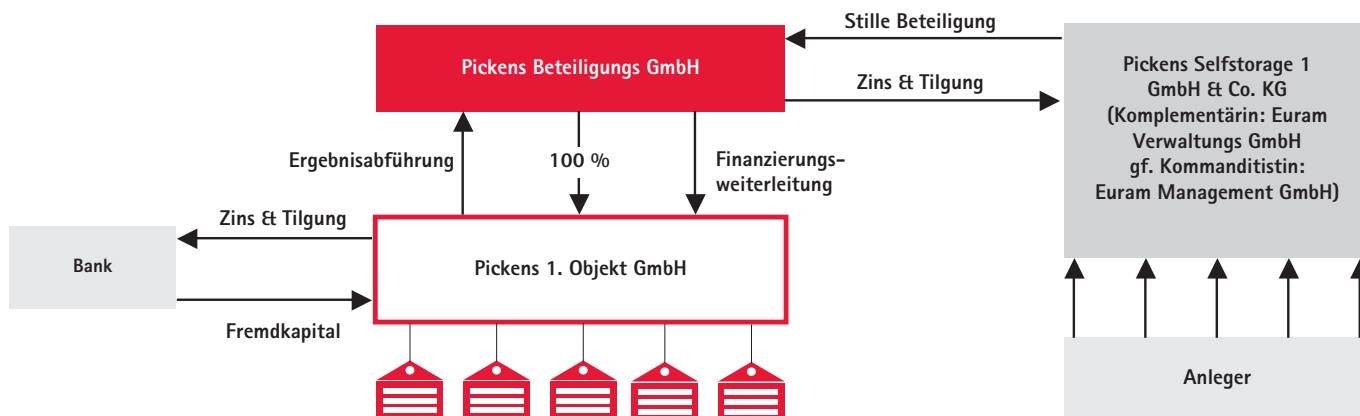 Stille Beteiligung
Pickens Beteiligungs GmbH
Pickens Selfstorage 1
GmbH & Co. KG
(Komplementärin: Euram
Verwaltungs GmbH
gf. Kommanditistin:
Euram Management GmbH)
Zins & Tilgung
Ergebnisabführung
100 %
Finanzierungs-
weiterleitung
Zins & Tilgung
Bank
Pickens 1. Objekt GmbH
Fremdkapital
Anleger